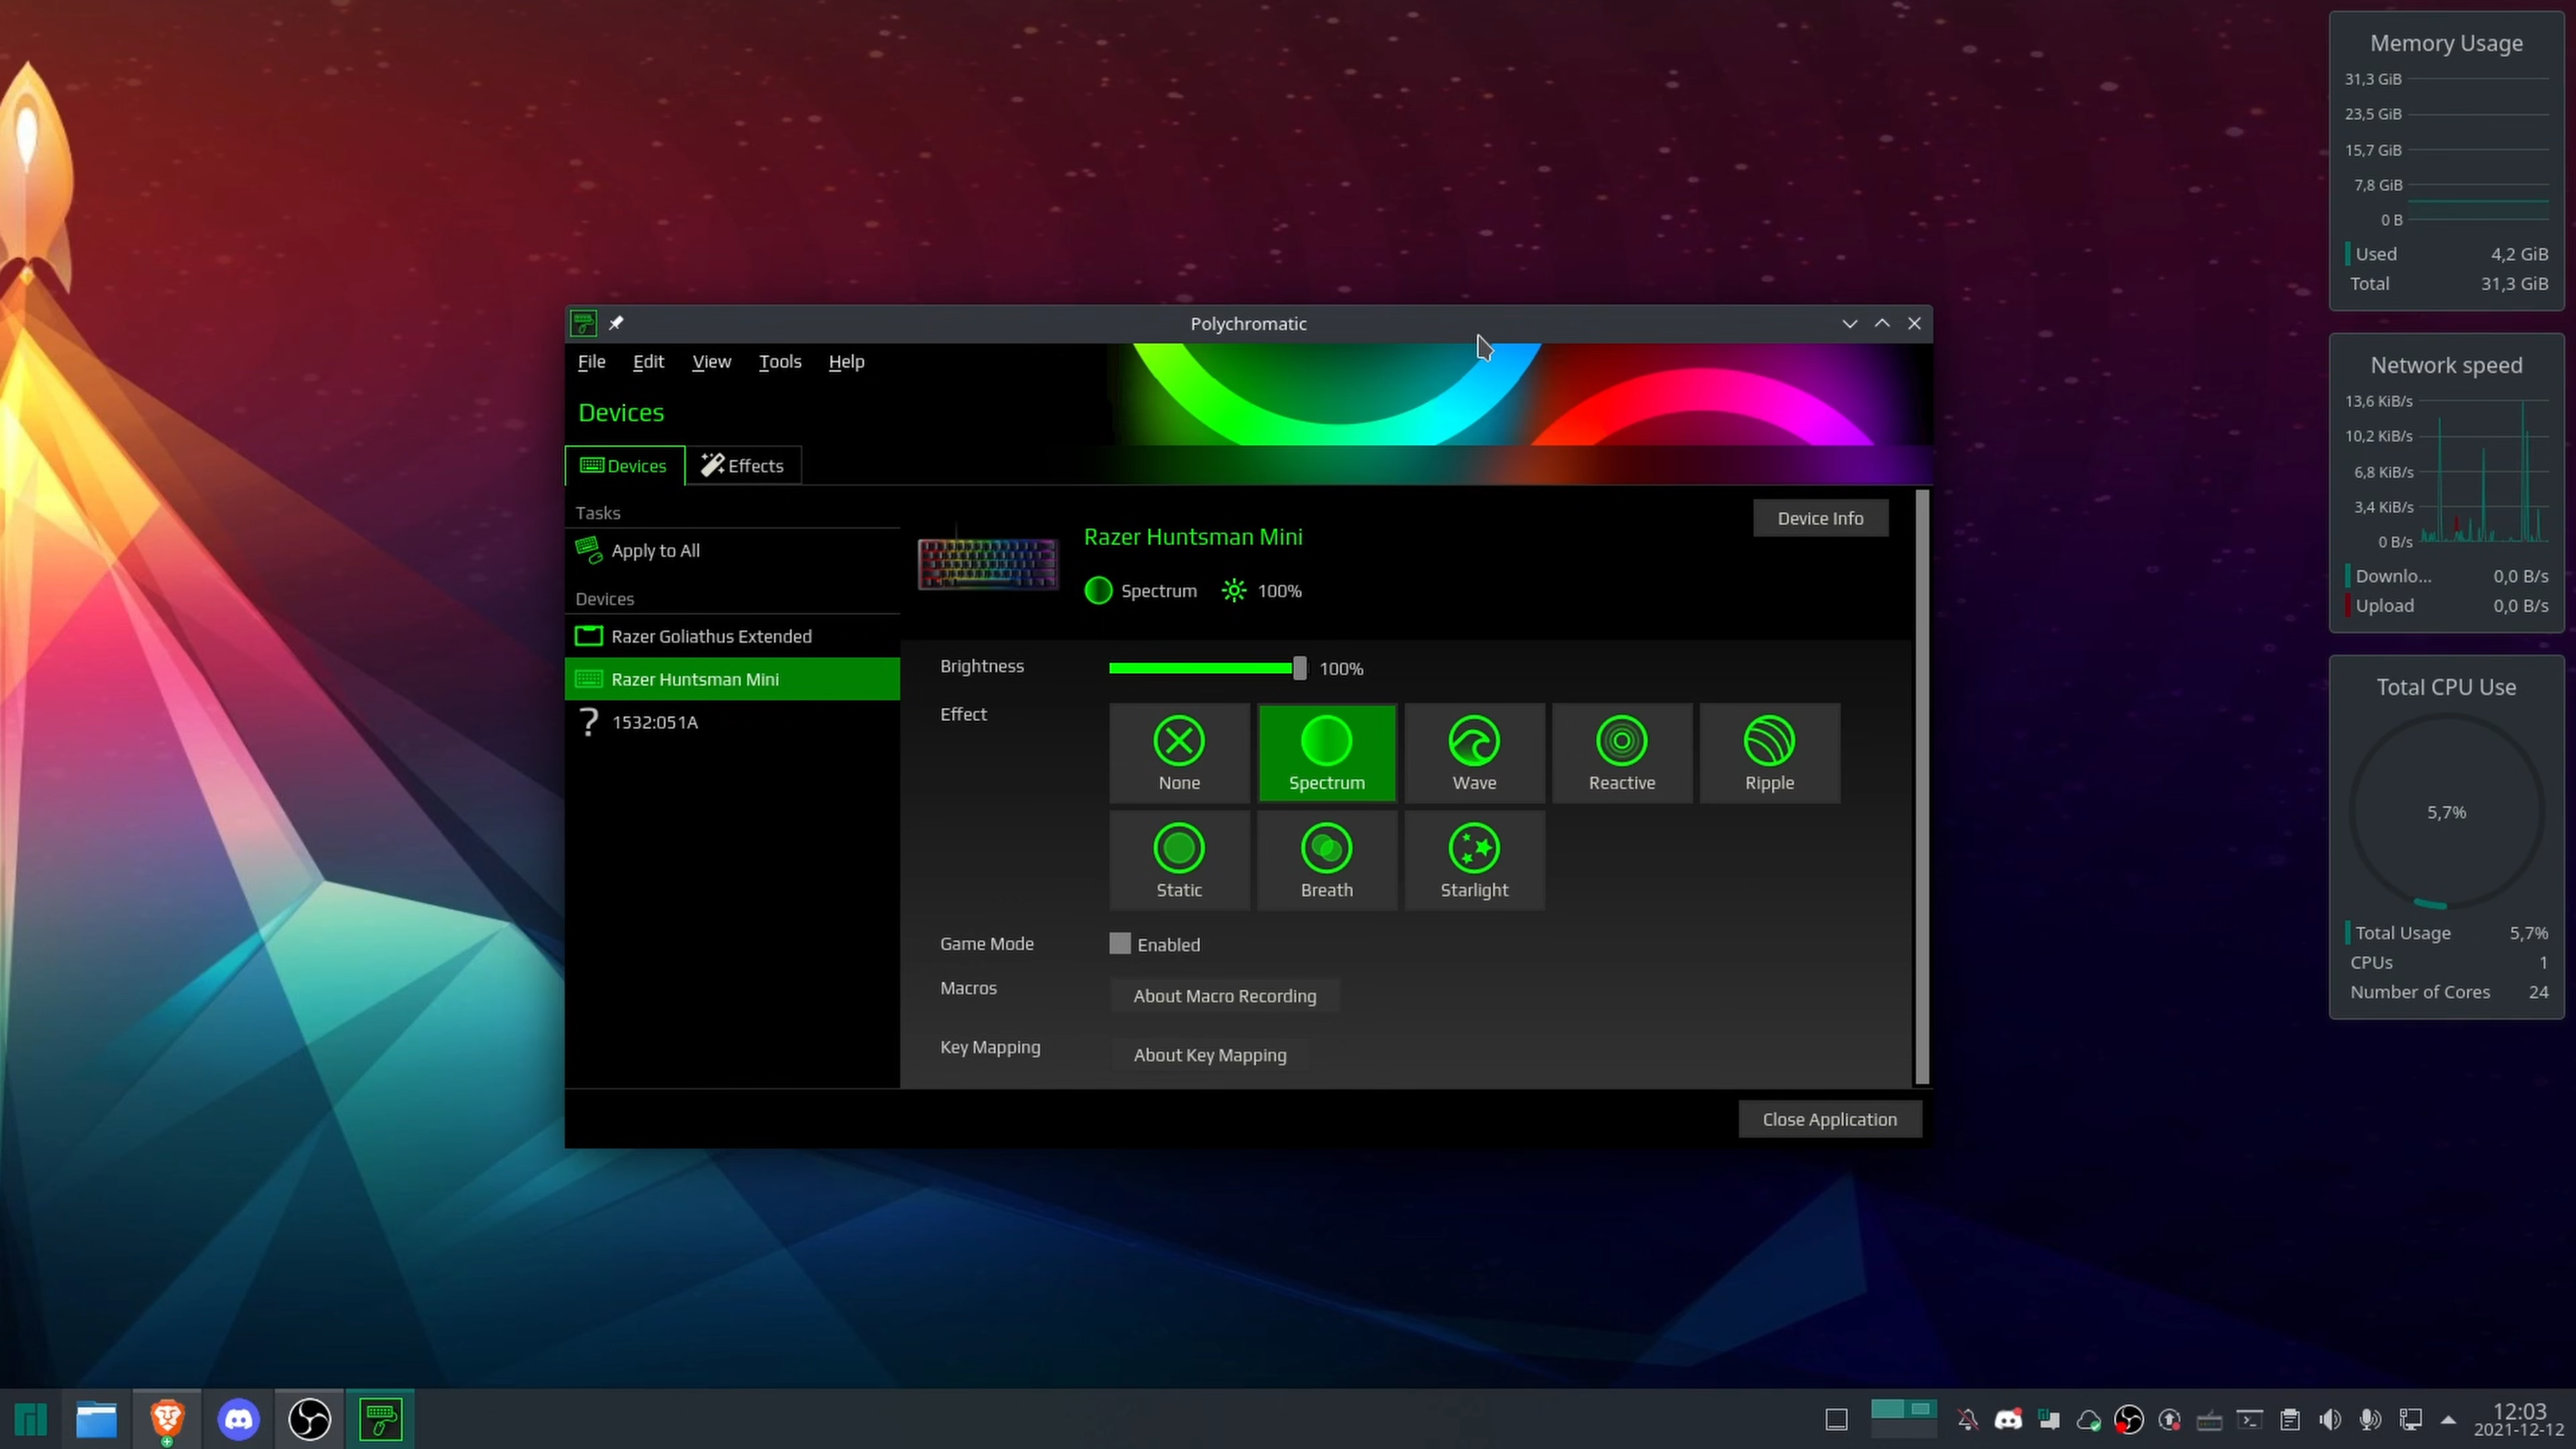 Polychromatic
File Edit View Tools Help
Devices
Devices Effects
Tasks
Apply to All
Devices
Razer Goliathus Extended
Razer Huntsman Mini
1532:051A
Device Info
Razer Huntsman Mini
Spectrum 100%
Brightness 100%
Effect
None Spectrum Wave Reactive Ripple
Static Breath Starlight
Game Mode Enabled
Macros About Macro Recording
Key Mapping About Key Mapping
Close Application
Memory Usage
31,3 GiB
23,5 GiB
15,7 GiB
7,8 GiB
0 B
Used 4,2 GiB
Total 31,3 GiB
Network speed
13,6 KiB/s
10,2 KiB/s
6,8 KiB/s
3,4 KiB/s
0 B/s
Downlo... 0,0 B/s
Upload 0,0 B/s
Total CPU Use
5,7%
Total Usage 5,7%
CPUs 1
Number of Cores 24
12:03
2021-12-12